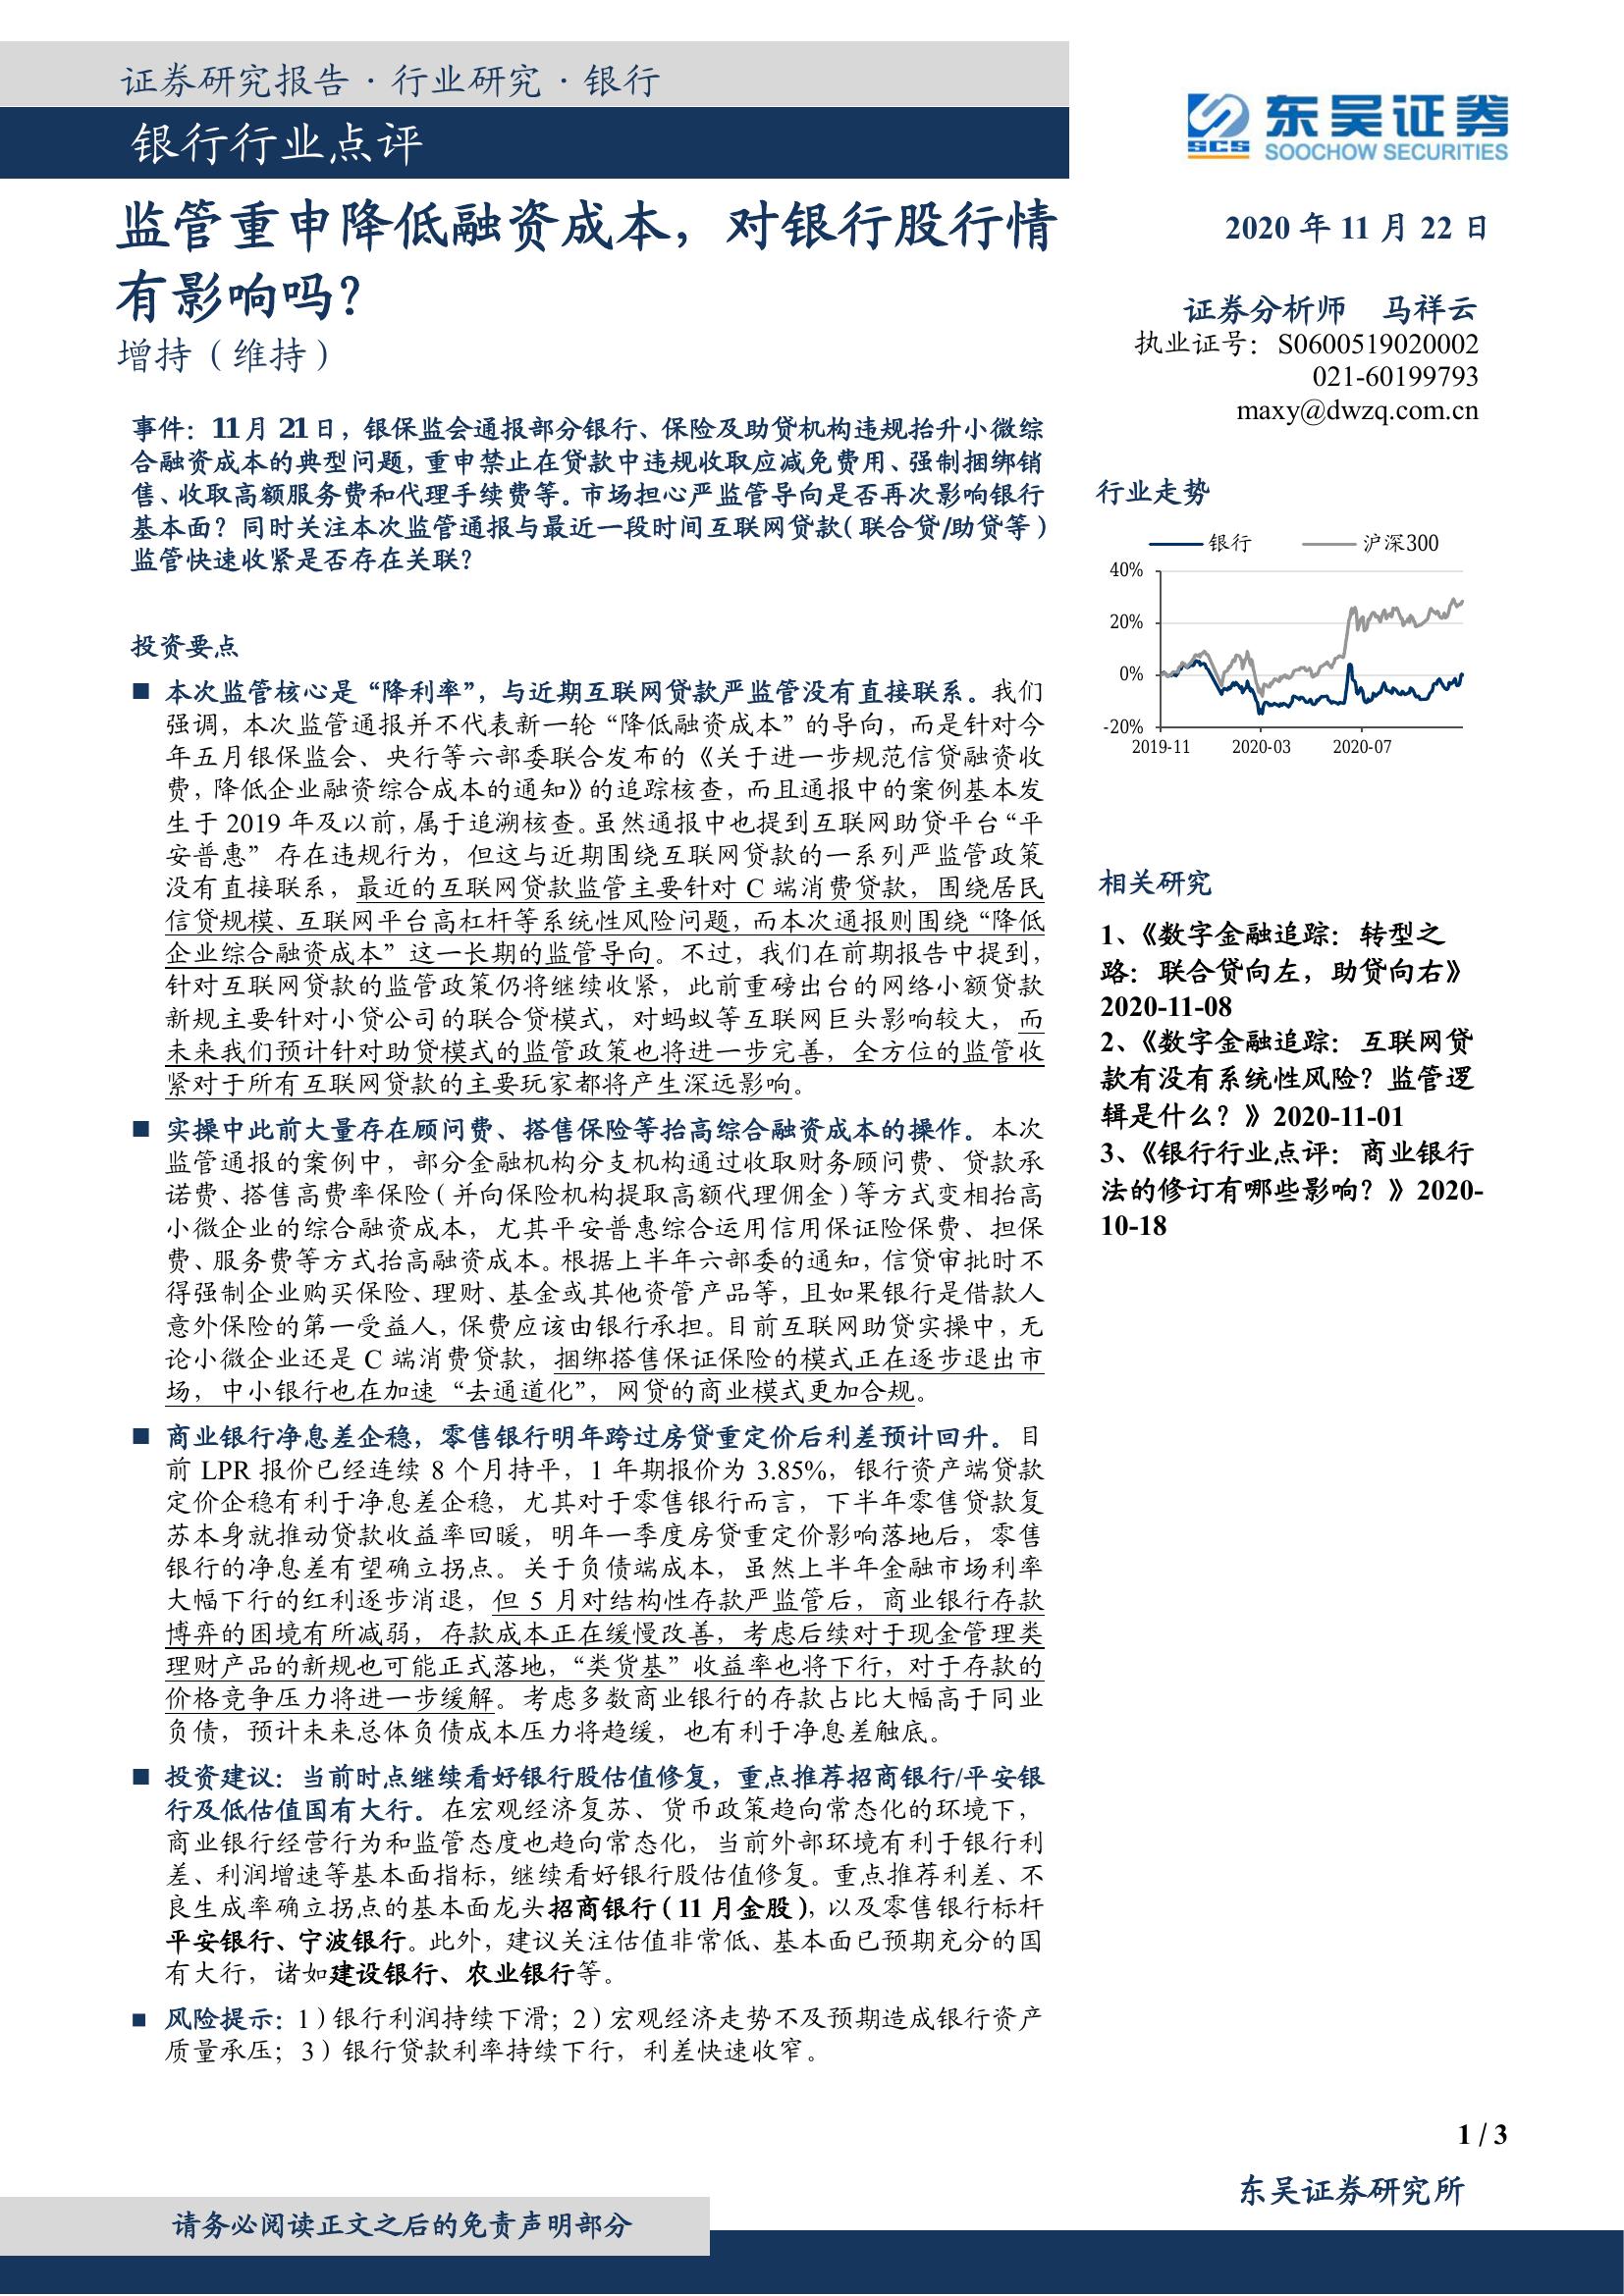 证券研究报告 · 行业研究 · 银行
银行行业点评
东吴证券
SCS
SOOCHOW SECURITIES
监管重申降低融资成本，对银行股行情
有影响吗？
增持（维持）
2020 年 11 月 22 日
证券分析师 马祥云
执业证号：S0600519020002
021-60199793
maxy@dwzq.com.cn
事件：11月21日，银保监会通报部分银行、保险及助贷机构违规抬升小微综
合融资成本的典型问题，重申禁止在贷款中违规收取应减免费用、强制捆绑销
售、收取高额服务费和代理手续费等。市场担心严监管导向是否再次影响银行
基本面？同时关注本次监管通报与最近一段时间互联网贷款（联合贷/助贷等）
监管快速收紧是否存在关联？
投资要点
■ 本次监管核心是“降利率”，与近期互联网贷款严监管没有直接联系。我们
强调，本次监管通报并不代表新一轮“降低融资成本”的导向，而是针对今
年五月银保监会、央行等六部委联合发布的《关于进一步规范信贷融资收
费，降低企业融资综合成本的通知》的追踪核查，而且通报中的案例基本发
生于 2019 年及以前，属于追溯核查。虽然通报中也提到互联网助贷平台“平
安普惠”存在违规行为，但这与近期围绕互联网贷款的一系列严监管政策
没有直接联系，最近的互联网贷款监管主要针对 C 端消费贷款，围绕居民
信贷规模、互联网平台高杠杆等系统性风险问题，而本次通报则围绕“降低
企业综合融资成本”这一长期的监管导向。不过，我们在前期报告中提到，
针对互联网贷款的监管政策仍将继续收紧，此前重磅出台的网络小额贷款
新规主要针对小贷公司的联合贷模式，对蚂蚁等互联网巨头影响较大，而
未来我们预计针对助贷模式的监管政策也将进一步完善，全方位的监管收
紧对于所有互联网贷款的主要玩家都将产生深远影响。
■ 实操中此前大量存在顾问费、搭售保险等抬高综合融资成本的操作。本次
监管通报的案例中，部分金融机构分支机构通过收取财务顾问费、贷款承
诺费、搭售高费率保险（并向保险机构提取高额代理佣金）等方式变相抬高
小微企业的综合融资成本，尤其平安普惠综合运用信用保证险保费、担保
费、服务费等方式抬高融资成本。根据上半年六部委的通知，信贷审批时不
得强制企业购买保险、理财、基金或其他资管产品等，且如果银行是借款人
意外保险的第一受益人，保费应该由银行承担。目前互联网助贷实操中，无
论小微企业还是 C 端消费贷款，捆绑搭售保证保险的模式正在逐步退出市
场，中小银行也在加速“去通道化”，网贷的商业模式更加合规。
■ 商业银行净息差企稳，零售银行明年跨过房贷重定价后利差预计回升。目
前 LPR 报价已经连续 8 个月持平，1 年期报价为 3.85%，银行资产端贷款
定价企稳有利于净息差企稳，尤其对于零售银行而言，下半年零售贷款复
苏本身就推动贷款收益率回暖，明年一季度房贷重定价影响落地后，零售
银行的净息差有望确立拐点。关于负债端成本，虽然上半年金融市场利率
大幅下行的红利逐步消退，但 5 月对结构性存款严监管后，商业银行存款
博弈的困境有所减弱，存款成本正在缓慢改善，考虑后续对于现金管理类
理财产品的新规也可能正式落地，“类货基”收益率也将下行，对于存款的
价格竞争压力将进一步缓解。考虑多数商业银行的存款占比大幅高于同业
负债，预计未来总体负债成本压力将趋缓，也有利于净息差触底。
■ 投资建议：当前时点继续看好银行股估值修复，重点推荐招商银行/平安银
行及低估值国有大行。在宏观经济复苏、货币政策趋向常态化的环境下，
商业银行经营行为和监管态度也趋向常态化，当前外部环境有利于银行利
差、利润增速等基本面指标，继续看好银行股估值修复。重点推荐利差、不
良生成率确立拐点的基本面龙头招商银行（11 月金股），以及零售银行标杆
平安银行、宁波银行。此外，建议关注估值非常低、基本面已预期充分的国
有大行，诸如建设银行、农业银行等。
■ 风险提示：1）银行利润持续下滑；2）宏观经济走势不及预期造成银行资产
质量承压；3）银行贷款利率持续下行，利差快速收窄。
行业走势
银行 沪深300
40%
20%
0%
-20%
2019-11 2020-03 2020-07
相关研究
1、《数字金融追踪：转型之
路：联合贷向左，助贷向右》
2020-11-08
2、《数字金融追踪：互联网贷
款有没有系统性风险？监管逻
辑是什么？》2020-11-01
3、《银行行业点评：商业银行
法的修订有哪些影响？》2020-
10-18
1 / 3
东吴证券研究所
请务必阅读正文之后的免责声明部分